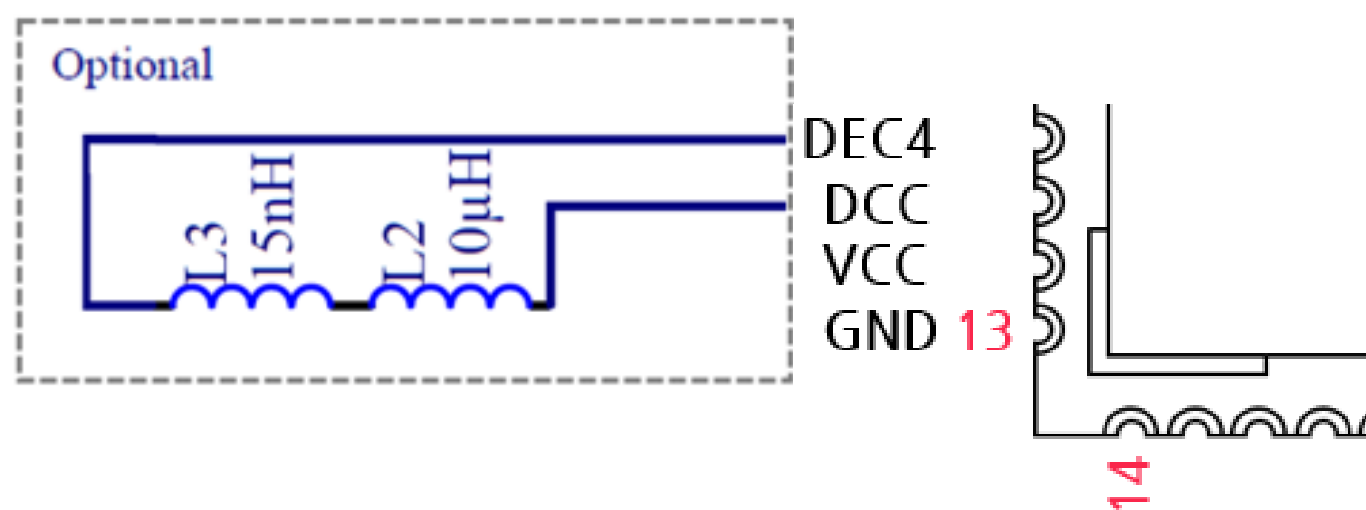 Optional
L3
15nH
L2
10µH
DEC4
DCC
VCC
GND 13
14